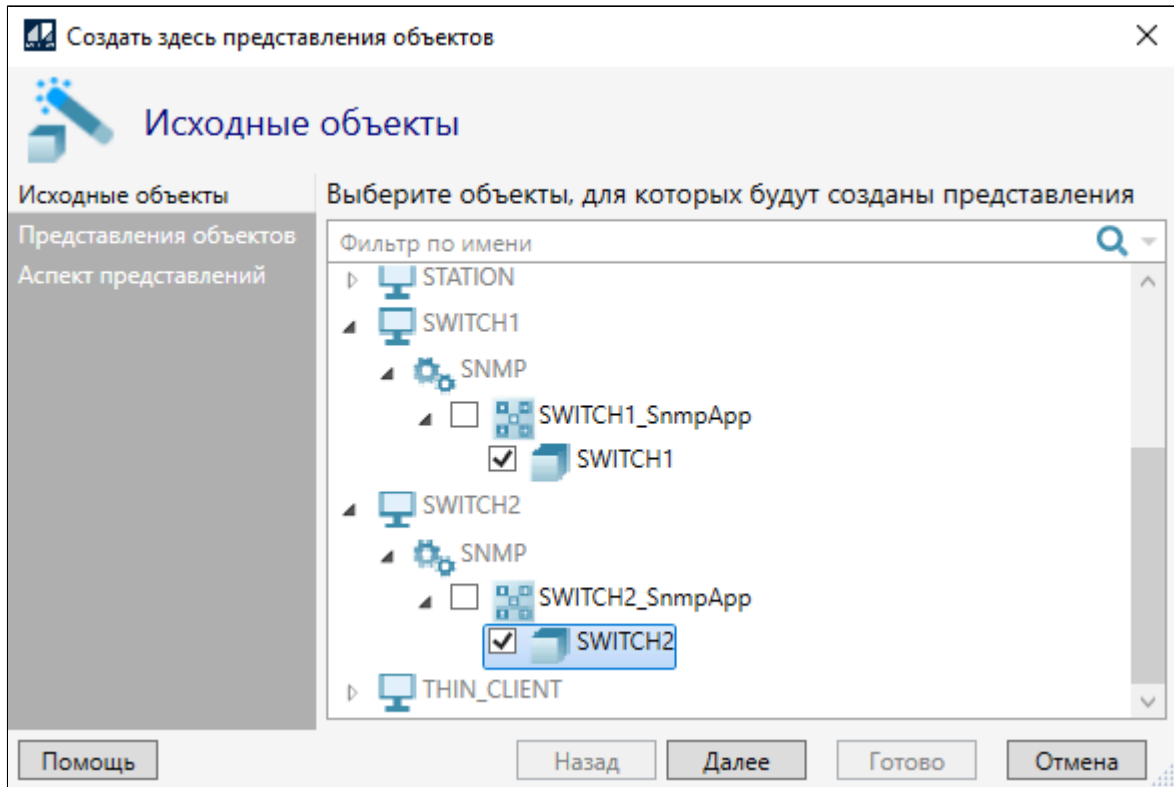 Создать здесь представления объектов
Исходные объекты
Исходные объекты
Представления объектов
Аспект представлений
Выберите объекты, для которых будут созданы представления
Фильтр по имени
STATION
SWITCH1
SNMP
SWITCH1_SnmpApp
SWITCH1
SWITCH2
SNMP
SWITCH2_SnmpApp
SWITCH2
THIN_CLIENT
Помощь
Назад
Далее
Готово
Отмена